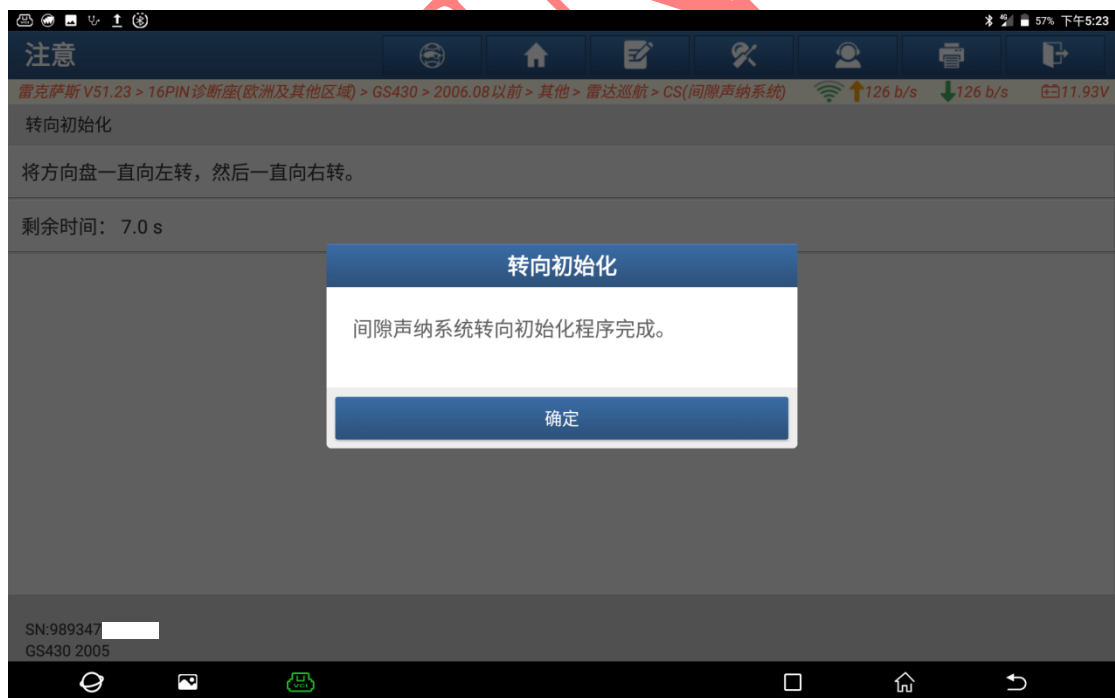 57% 下午5:23
注意
雷克萨斯 V51.23 > 16PIN诊断座(欧洲及其他区域) > GS430 > 2006.08以前 > 其他 > 雷达巡航 > CS(间隙声纳系统) 126 b/s 126 b/s 11.93V
转向初始化
将方向盘一直向左转，然后一直向右转。
剩余时间： 7.0 s
转向初始化
间隙声纳系统转向初始化程序完成。
确定
SN:989347
GS430 2005
VCI